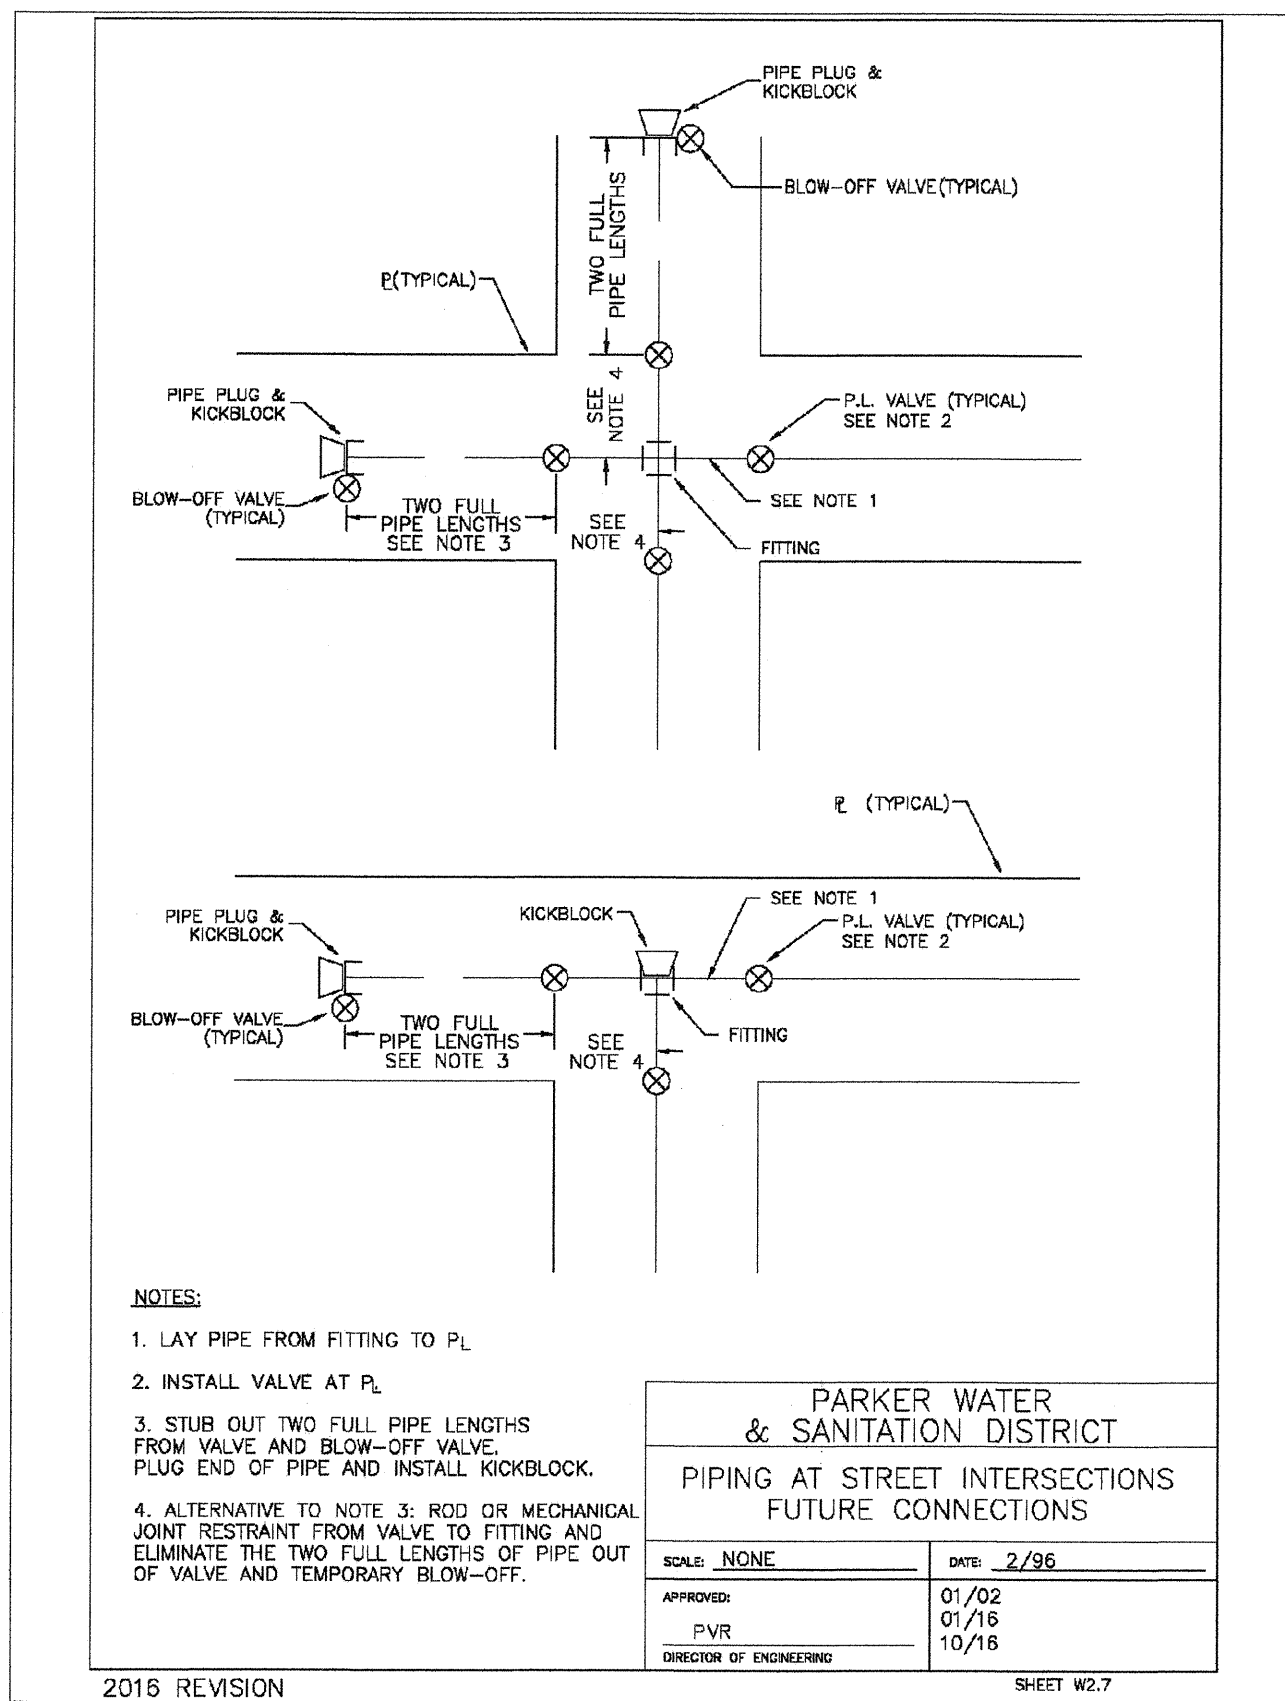 PIPE PLUG &
KICKBLOCK
BLOW-OFF VALVE(TYPICAL)
TWO FULL
PIPE LENGTHS
PL(TYPICAL)
SEE
NOTE 4
PIPE PLUG &
KICKBLOCK
P.L. VALVE (TYPICAL)
SEE NOTE 2
BLOW-OFF VALVE
(TYPICAL)
TWO FULL
PIPE LENGTHS
SEE NOTE 3
SEE
NOTE 4
SEE NOTE 1
FITTING
PL (TYPICAL)
PIPE PLUG &
KICKBLOCK
KICKBLOCK
SEE NOTE 1
P.L. VALVE (TYPICAL)
SEE NOTE 2
BLOW-OFF VALVE
(TYPICAL)
TWO FULL
PIPE LENGTHS
SEE NOTE 3
SEE
NOTE 4
FITTING
NOTES:
1. LAY PIPE FROM FITTING TO PL
2. INSTALL VALVE AT PL
3. STUB OUT TWO FULL PIPE LENGTHS
FROM VALVE AND BLOW-OFF VALVE.
PLUG END OF PIPE AND INSTALL KICKBLOCK.
4. ALTERNATIVE TO NOTE 3: ROD OR MECHANICAL
JOINT RESTRAINT FROM VALVE TO FITTING AND
ELIMINATE THE TWO FULL LENGTHS OF PIPE OUT
OF VALVE AND TEMPORARY BLOW-OFF.
PARKER WATER
& SANITATION DISTRICT
PIPING AT STREET INTERSECTIONS
FUTURE CONNECTIONS
SCALE: NONE
DATE: 2/96
APPROVED:
PVR
DIRECTOR OF ENGINEERING
01/02
01/16
10/16
2016 REVISION
SHEET W2.7